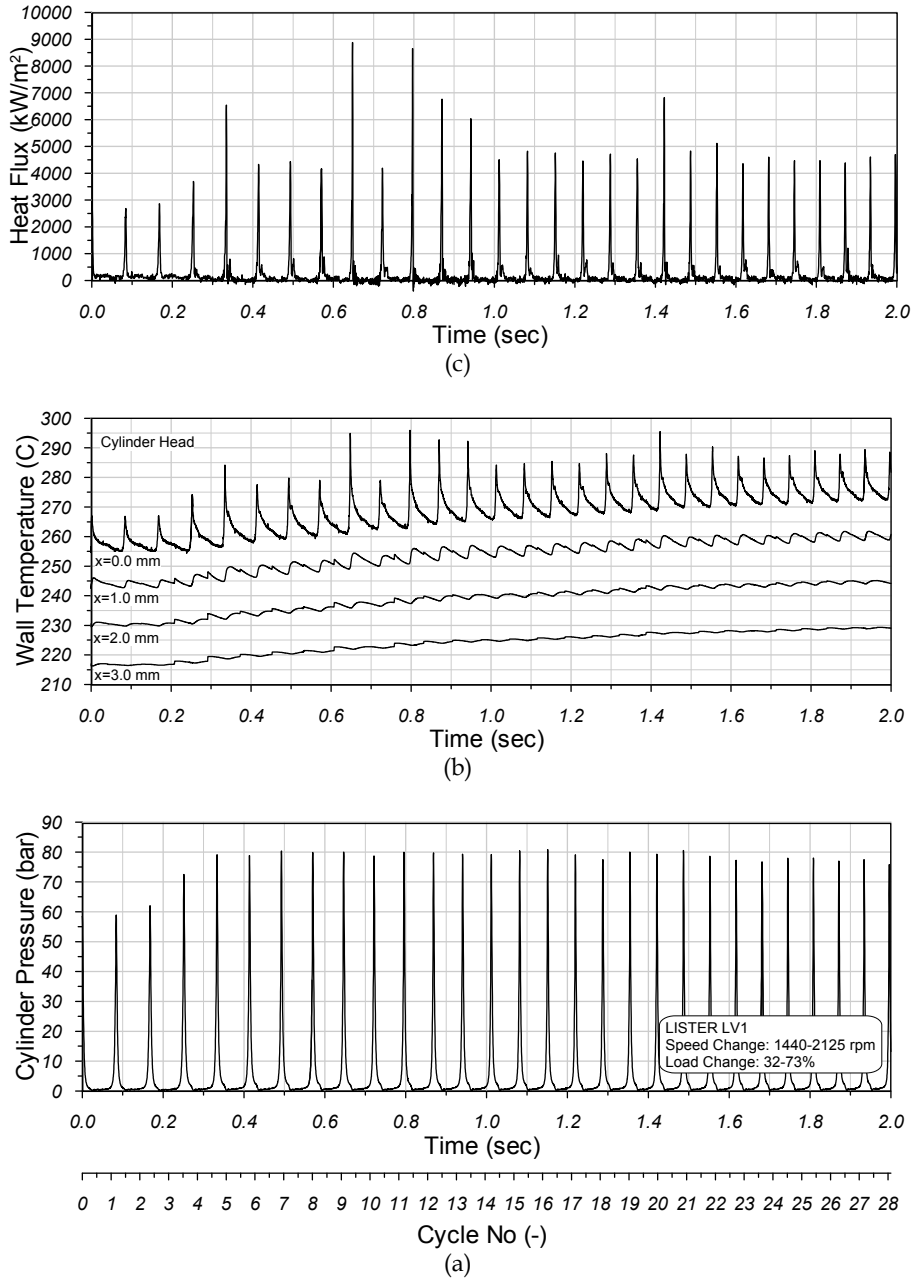 10000
9000
8000
7000
6000
5000
4000
3000
2000
1000
0
Heat Flux (kW/m²)
0.0 0.2 0.4 0.6 0.8 1.0 1.2 1.4 1.6 1.8 2.0
Time (sec)
(c)
300
290
280
270
260
250
240
230
220
210
Wall Temperature (C)
Cylinder Head
x=0.0 mm
x=1.0 mm
x=2.0 mm
x=3.0 mm
0.0 0.2 0.4 0.6 0.8 1.0 1.2 1.4 1.6 1.8 2.0
Time (sec)
(b)
90
80
70
60
50
40
30
20
10
0
Cylinder Pressure (bar)
LISTER LV1
Speed Change: 1440-2125 rpm
Load Change: 32-73%
0.0 0.2 0.4 0.6 0.8 1.0 1.2 1.4 1.6 1.8 2.0
Time (sec)
0 1 2 3 4 5 6 7 8 9 10 11 12 13 14 15 16 17 18 19 20 21 22 23 24 25 26 27 28
Cycle No (-)
(a)